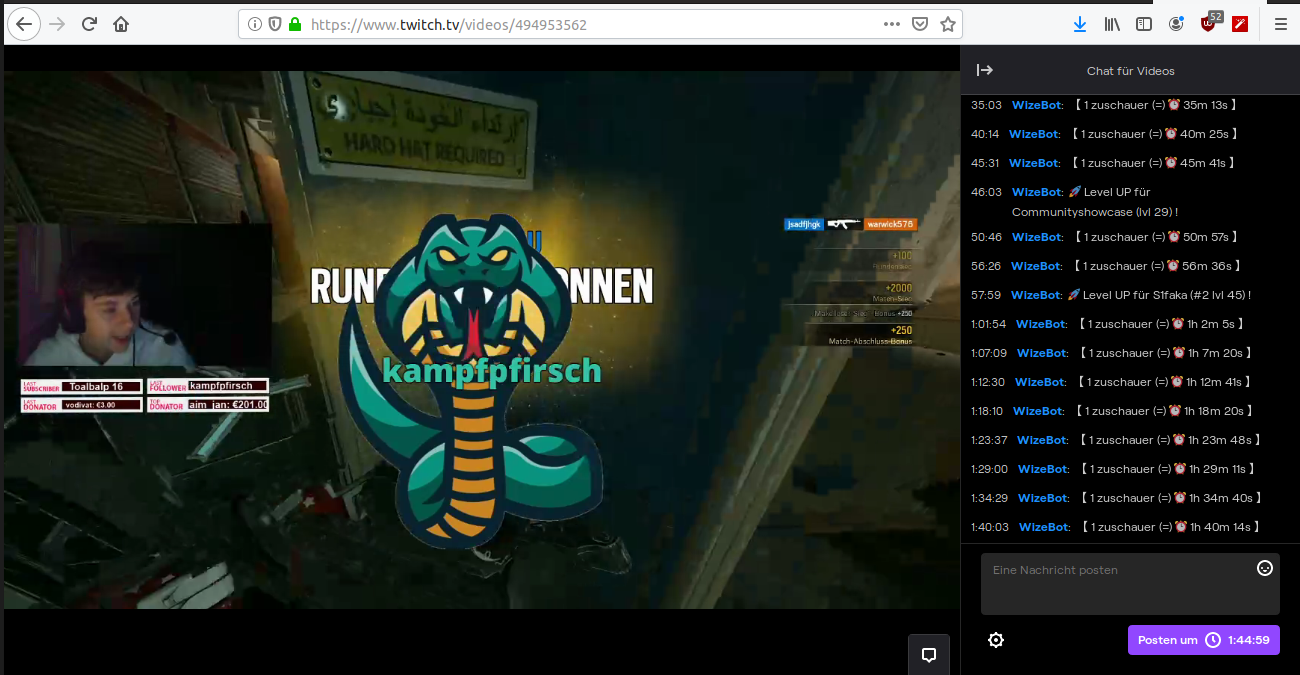 https://www.twitch.tv/videos/494953562
52
Chat für Videos
35:03 WizeBot: 【 1 zuschauer (=) ⏰ 35m 13s 】
40:14 WizeBot: 【 1 zuschauer (=) ⏰ 40m 25s 】
45:31 WizeBot: 【 1 zuschauer (=) ⏰ 45m 41s 】
46:03 WizeBot: 🚀 Level UP für
Communityshowcase (lvl 29) !
50:46 WizeBot: 【 1 zuschauer (=) ⏰ 50m 57s 】
56:26 WizeBot: 【 1 zuschauer (=) ⏰ 56m 36s 】
57:59 WizeBot: 🚀 Level UP für S1faka (#2 lvl 45) !
1:01:54 WizeBot: 【 1 zuschauer (=) ⏰ 1h 2m 5s 】
1:07:09 WizeBot: 【 1 zuschauer (=) ⏰ 1h 7m 20s 】
1:12:30 WizeBot: 【 1 zuschauer (=) ⏰ 1h 12m 41s 】
1:18:10 WizeBot: 【 1 zuschauer (=) ⏰ 1h 18m 20s 】
1:23:37 WizeBot: 【 1 zuschauer (=) ⏰ 1h 23m 48s 】
1:29:00 WizeBot: 【 1 zuschauer (=) ⏰ 1h 29m 11s 】
1:34:29 WizeBot: 【 1 zuschauer (=) ⏰ 1h 34m 40s 】
1:40:03 WizeBot: 【 1 zuschauer (=) ⏰ 1h 40m 14s 】
Eine Nachricht posten
Posten um 1:44:59
HARD HAT REQUIRED
jsadfjhgk warwick576
+100
+2000
+250
+250
Match-Abschluss-Bonus
kampfpfirsch
LAST SUBSCRIBER Toalbalp 16
LAST FOLLOWER kampfpfirsch
LAST DONATOR vodivat: €3.00
TOP DONATOR aim_jan: €201.00